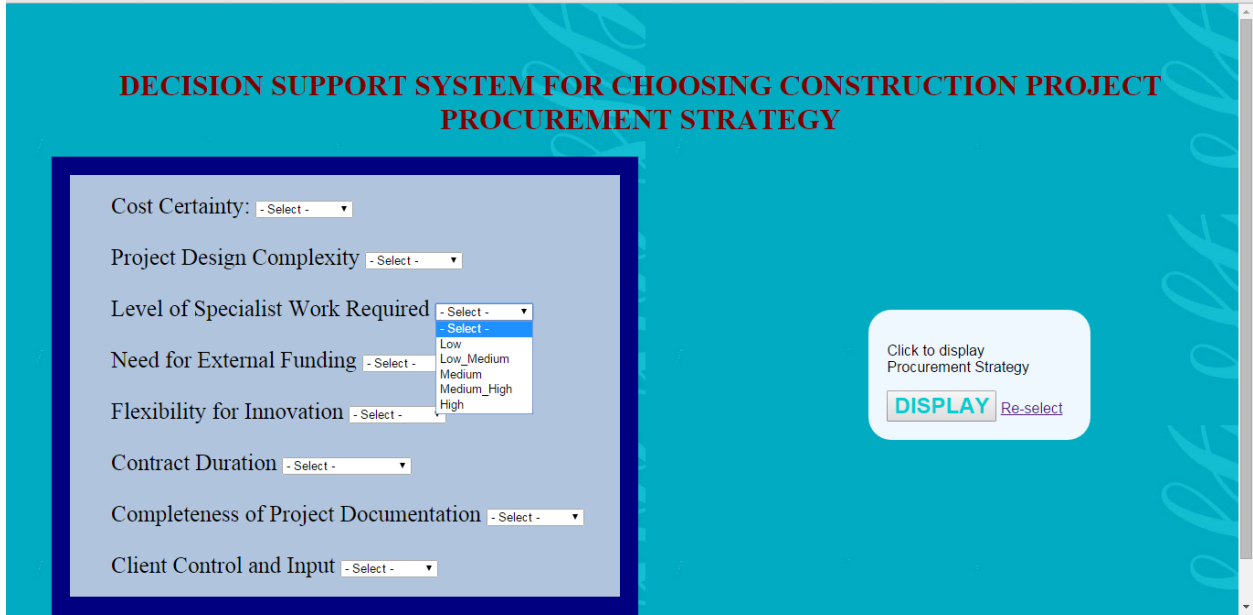 DECISION SUPPORT SYSTEM FOR CHOOSING CONSTRUCTION PROJECT
PROCUREMENT STRATEGY
Cost Certainty: - Select -
Project Design Complexity - Select -
Level of Specialist Work Required - Select -
- Select -
Low
Low_Medium
Medium
Medium_High
High
Need for External Funding - Select -
Flexibility for Innovation - Select -
Contract Duration - Select -
Completeness of Project Documentation - Select -
Client Control and Input - Select -
Click to display
Procurement Strategy
DISPLAY Re-select